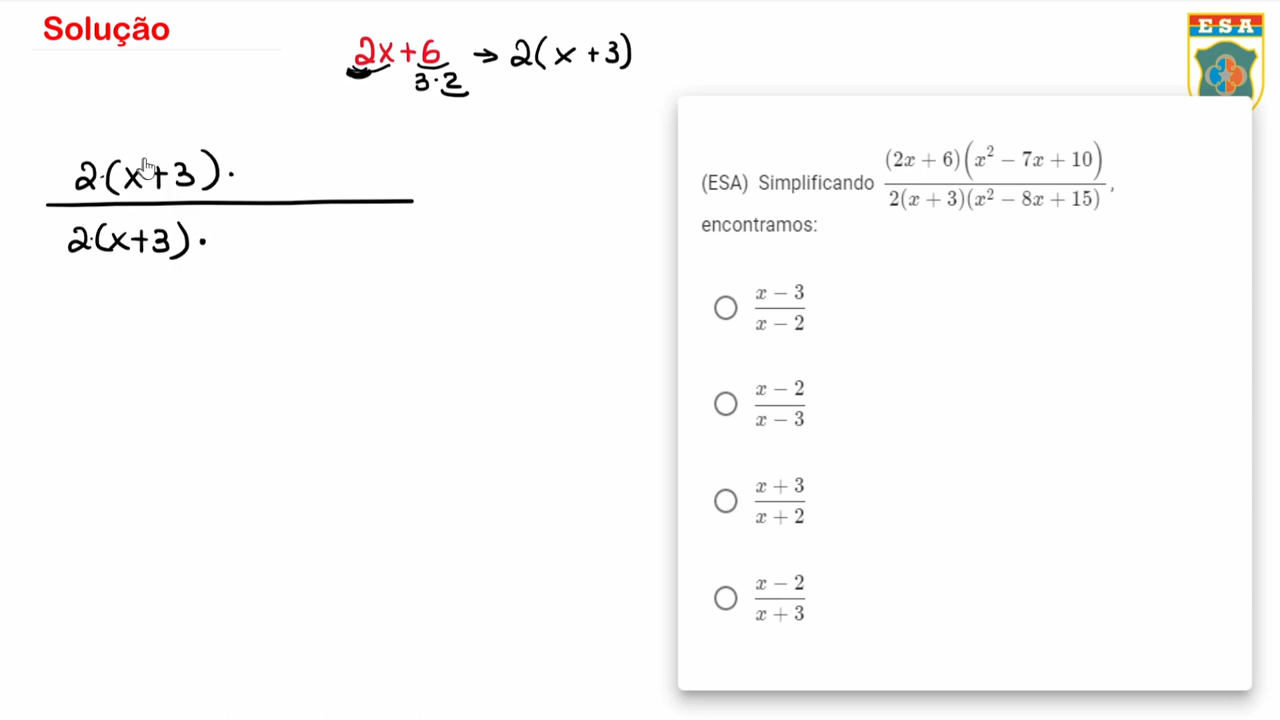 Solução
2x+6 → 2(x+3)
3·2
2·(x+3)·
2·(x+3)·
ESA
(ESA) Simplificando (2x + 6)(x² − 7x + 10) / 2(x + 3)(x² − 8x + 15) ,
encontramos:
x − 3
x − 2
x − 2
x − 3
x + 3
x + 2
x − 2
x + 3